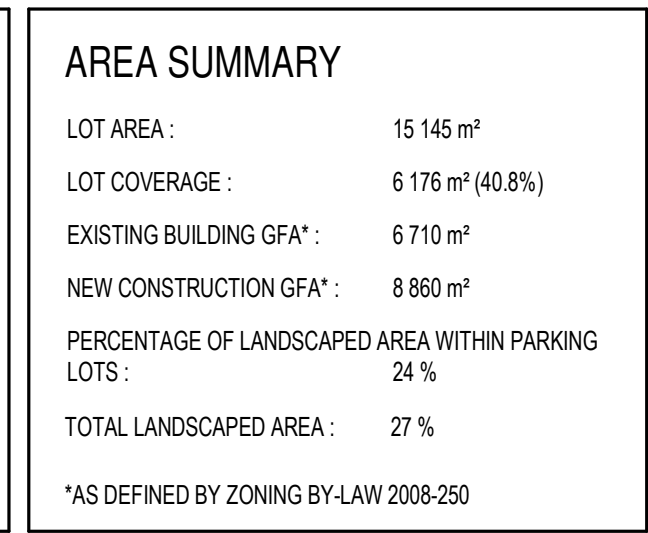 AREA SUMMARY
LOT AREA : 15 145 m²
LOT COVERAGE : 6 176 m² (40.8%)
EXISTING BUILDING GFA* : 6 710 m²
NEW CONSTRUCTION GFA* : 8 860 m²
PERCENTAGE OF LANDSCAPED AREA WITHIN PARKING
LOTS : 24 %
TOTAL LANDSCAPED AREA : 27 %
*AS DEFINED BY ZONING BY-LAW 2008-250